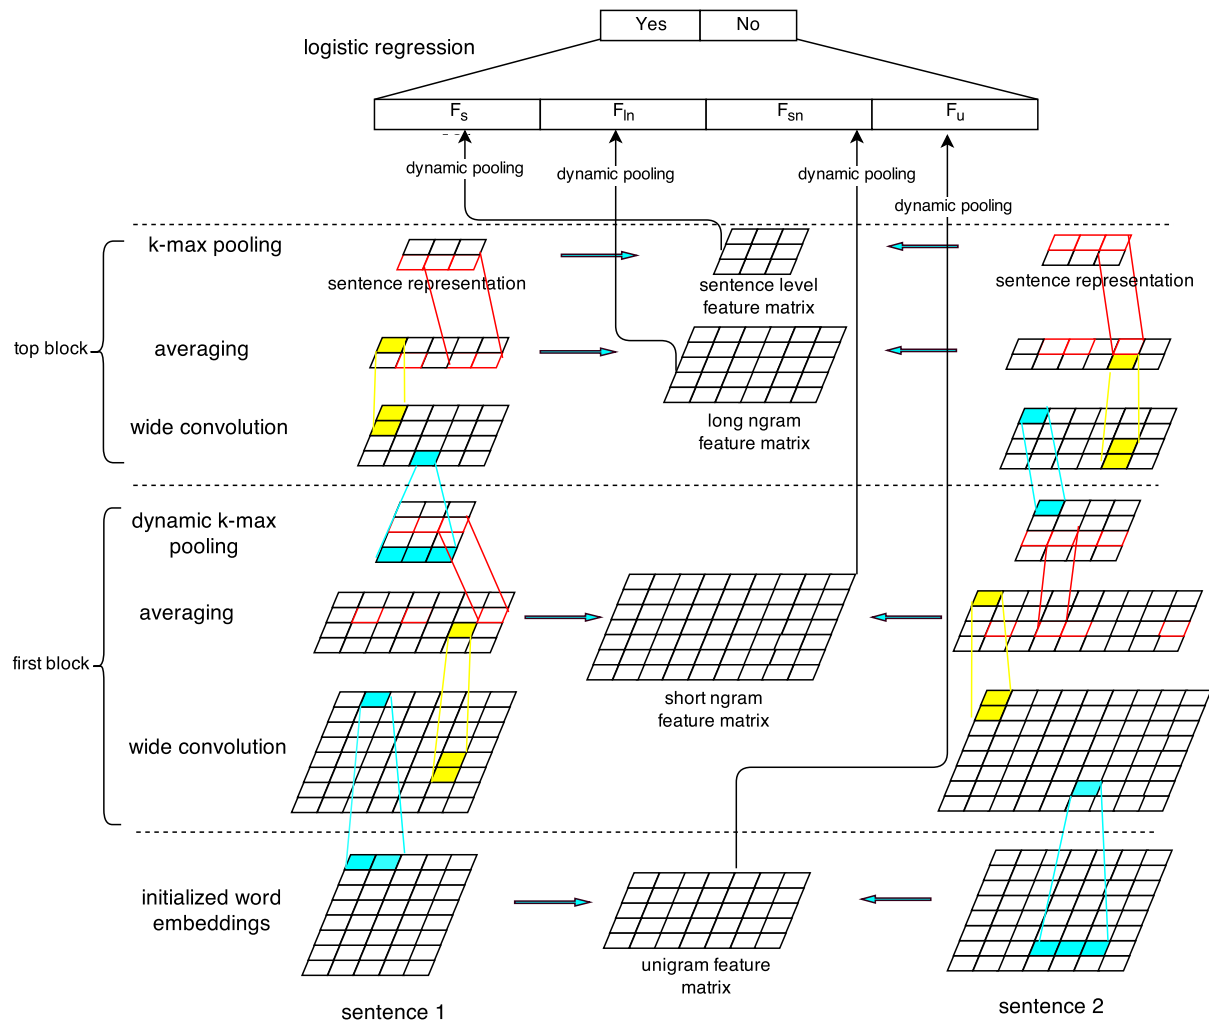 Yes No
logistic regression
Fs Fln Fsn Fu
dynamic pooling
dynamic pooling
dynamic pooling
dynamic pooling
k-max pooling
sentence representation
sentence level
feature matrix
sentence representation
top block
averaging
wide convolution
long ngram
feature matrix
dynamic k-max
pooling
averaging
first block
short ngram
feature matrix
wide convolution
initialized word
embeddings
unigram feature
matrix
sentence 1
sentence 2